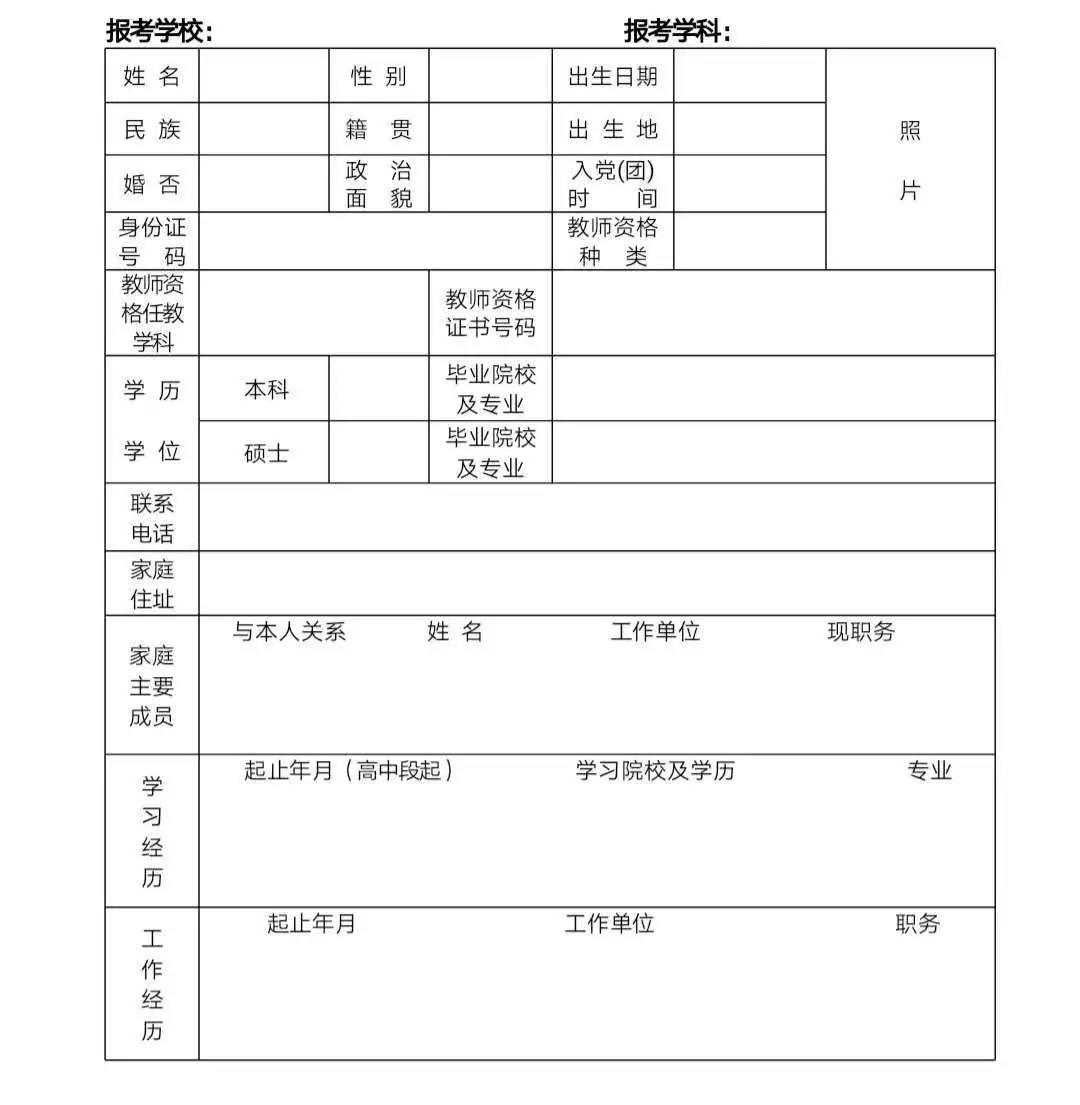 报考学校： 报考学科：
姓 名 性 别 出生日期
民 族 籍 贯 出 生 地
照
片
婚 否 政 治
面 貌 入党(团)
时 间
身份证
号 码 教师资格
种 类
教师资
格任教
学科 教师资格
证书号码
学 历
学 位
本科 毕业院校
及专业
硕士 毕业院校
及专业
联系
电话
家庭
住址
家庭
主要
成员
与本人关系 姓 名 工作单位 现职务
学
习
经
历
起止年月（高中段起） 学习院校及学历 专业
工
作
经
历
起止年月 工作单位 职务